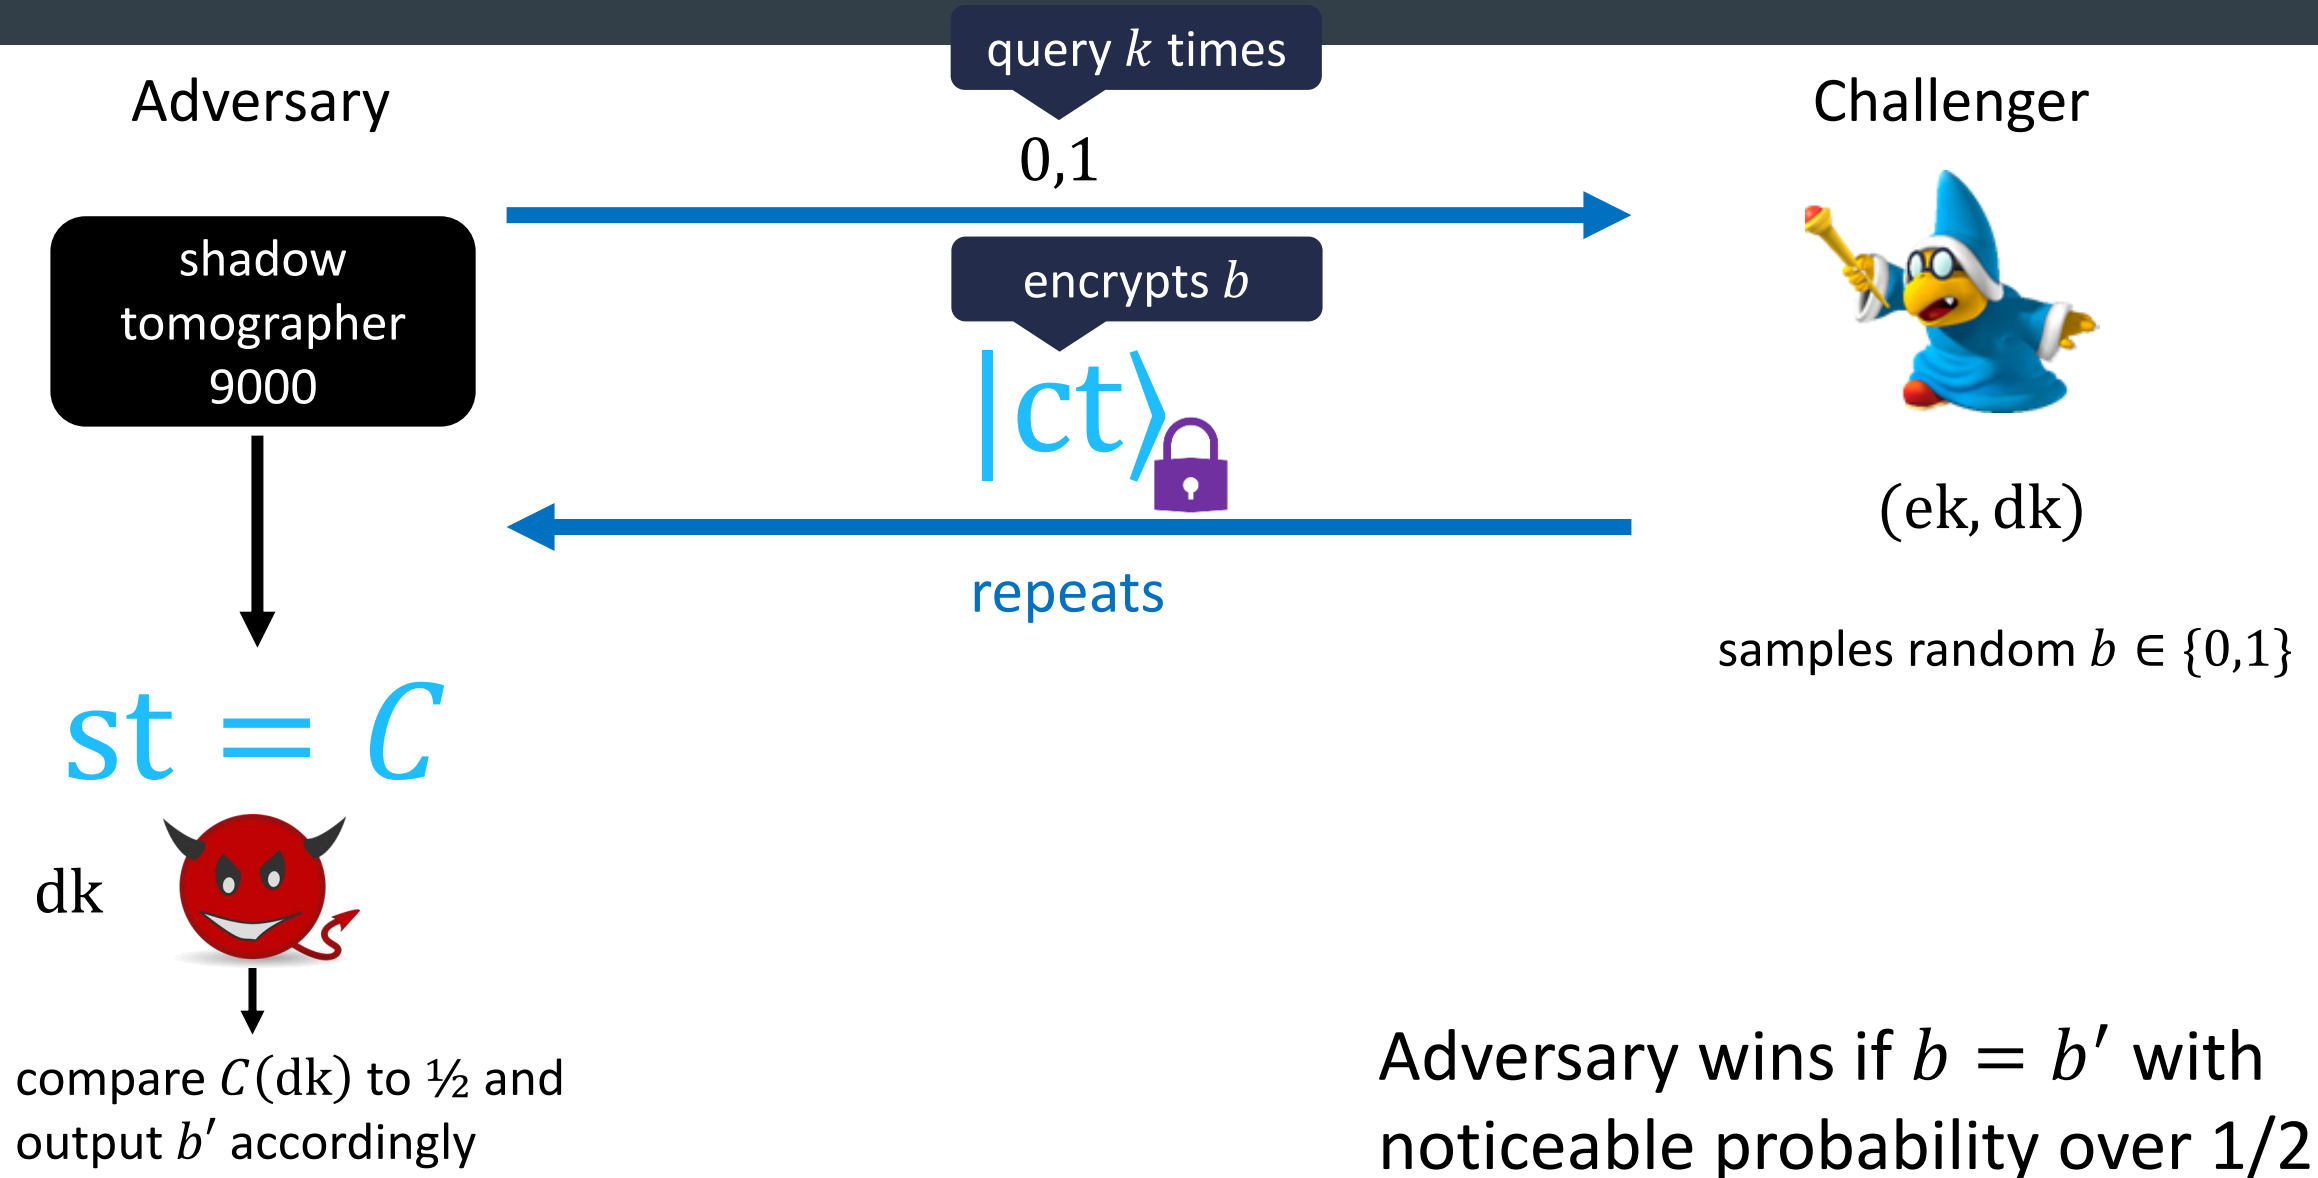 query k times
Adversary
Challenger
0,1
shadow
tomographer
9000
encrypts b
|ct⟩
(ek, dk)
repeats
samples random b ∈ {0,1}
st = C
dk
compare C(dk) to ½ and
output b′ accordingly
Adversary wins if b = b′ with
noticeable probability over 1/2